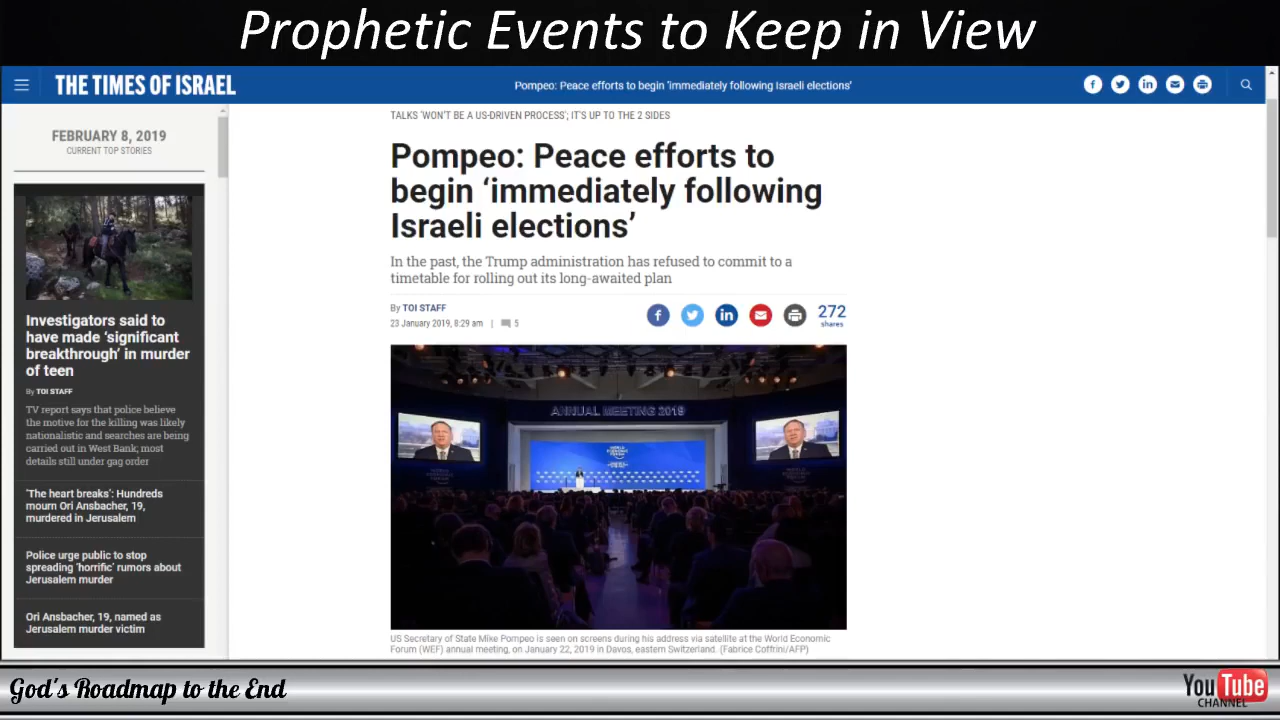 Prophetic Events to Keep in View
THE TIMES OF ISRAEL
Pompeo: Peace efforts to begin 'immediately following Israeli elections'
FEBRUARY 8, 2019
CURRENT TOP STORIES
Investigators said to
have made ‘significant
breakthrough’ in murder
of teen
By TOI STAFF
TV report says that police believe
the motive for the killing was likely
nationalistic and searches are being
carried out in West Bank; most
details still under gag order
'The heart breaks': Hundreds
mourn Ori Ansbacher, 19,
murdered in Jerusalem
Police urge public to stop
spreading 'horrific' rumors about
Jerusalem murder
Ori Ansbacher, 19, named as
Jerusalem murder victim
TALKS 'WON'T BE A US-DRIVEN PROCESS'; IT'S UP TO THE 2 SIDES
Pompeo: Peace efforts to
begin ‘immediately following
Israeli elections’
In the past, the Trump administration has refused to commit to a
timetable for rolling out its long-awaited plan
By TOI STAFF
23 January 2019, 8:29 am | 5
272
shares
ANNUAL MEETING 2019
WORLD
ECONOMIC
FORUM
US Secretary of State Mike Pompeo is seen on screens during his address via satellite at the World Economic
Forum (WEF) annual meeting, on January 22, 2019 in Davos, eastern Switzerland. (Fabrice Coffrini/AFP)
God's Roadmap to the End
YouTube
CHANNEL